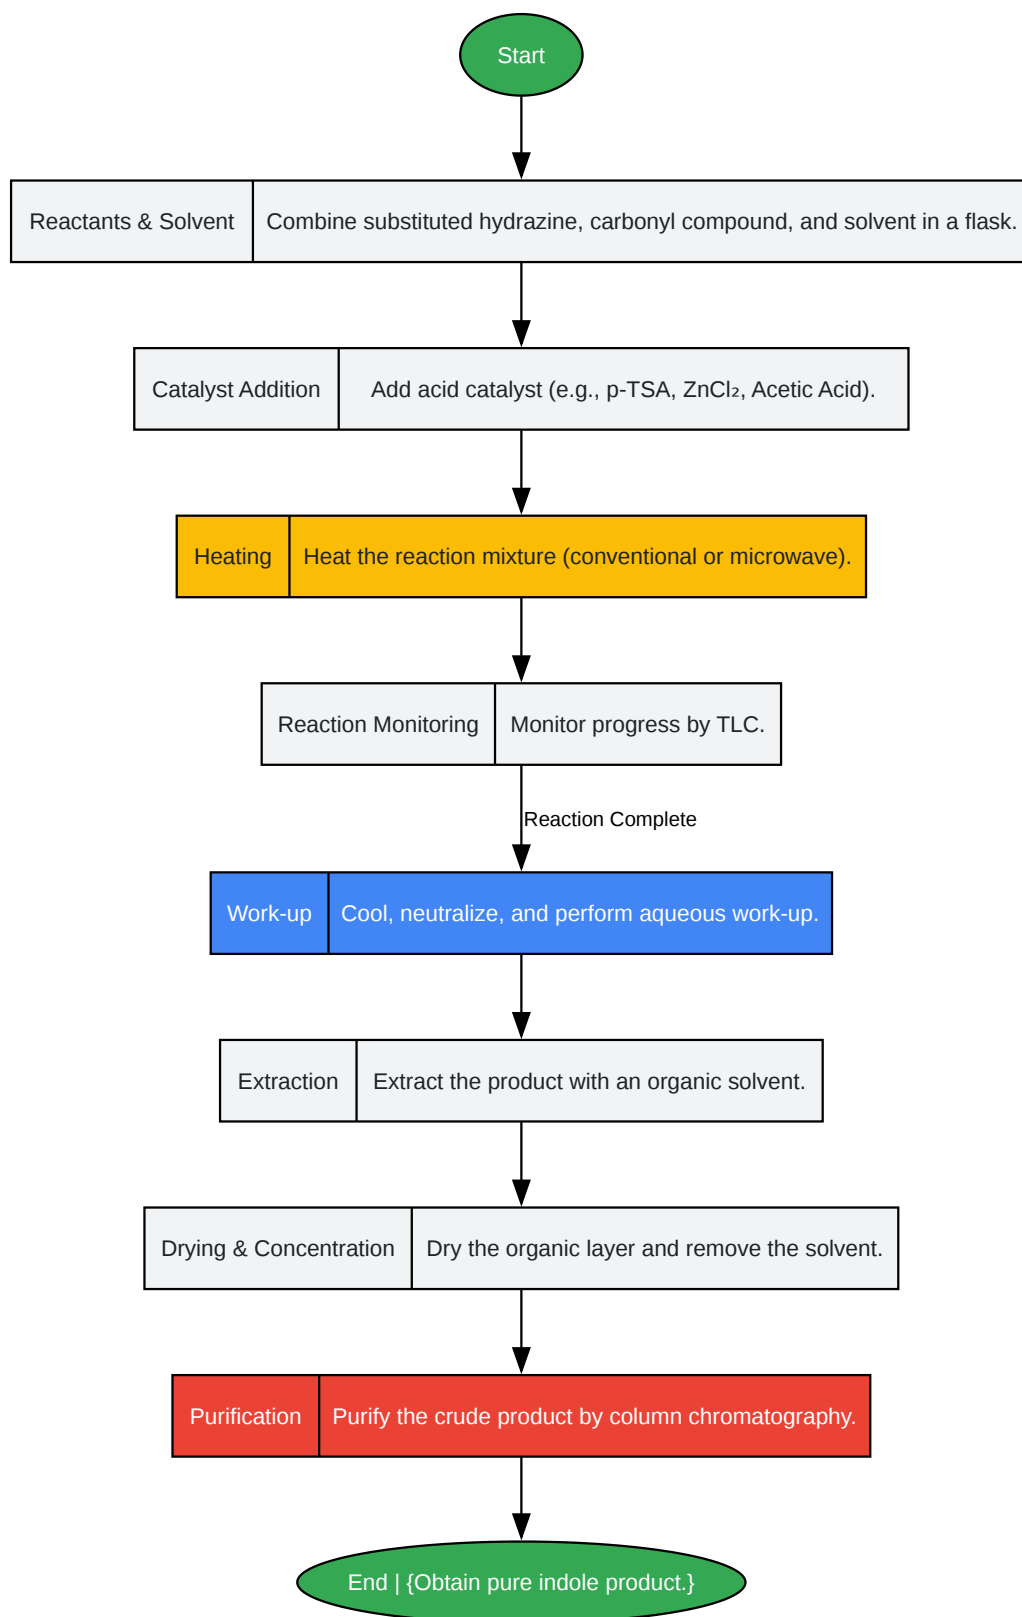 Start
Reactants & Solvent
Combine substituted hydrazine, carbonyl compound, and solvent in a flask.
Catalyst Addition
Add acid catalyst (e.g., p-TSA, ZnCl₂, Acetic Acid).
Heating
Heat the reaction mixture (conventional or microwave).
Reaction Monitoring
Monitor progress by TLC.
Reaction Complete
Work-up
Cool, neutralize, and perform aqueous work-up.
Extraction
Extract the product with an organic solvent.
Drying & Concentration
Dry the organic layer and remove the solvent.
Purification
Purify the crude product by column chromatography.
End | {Obtain pure indole product.}